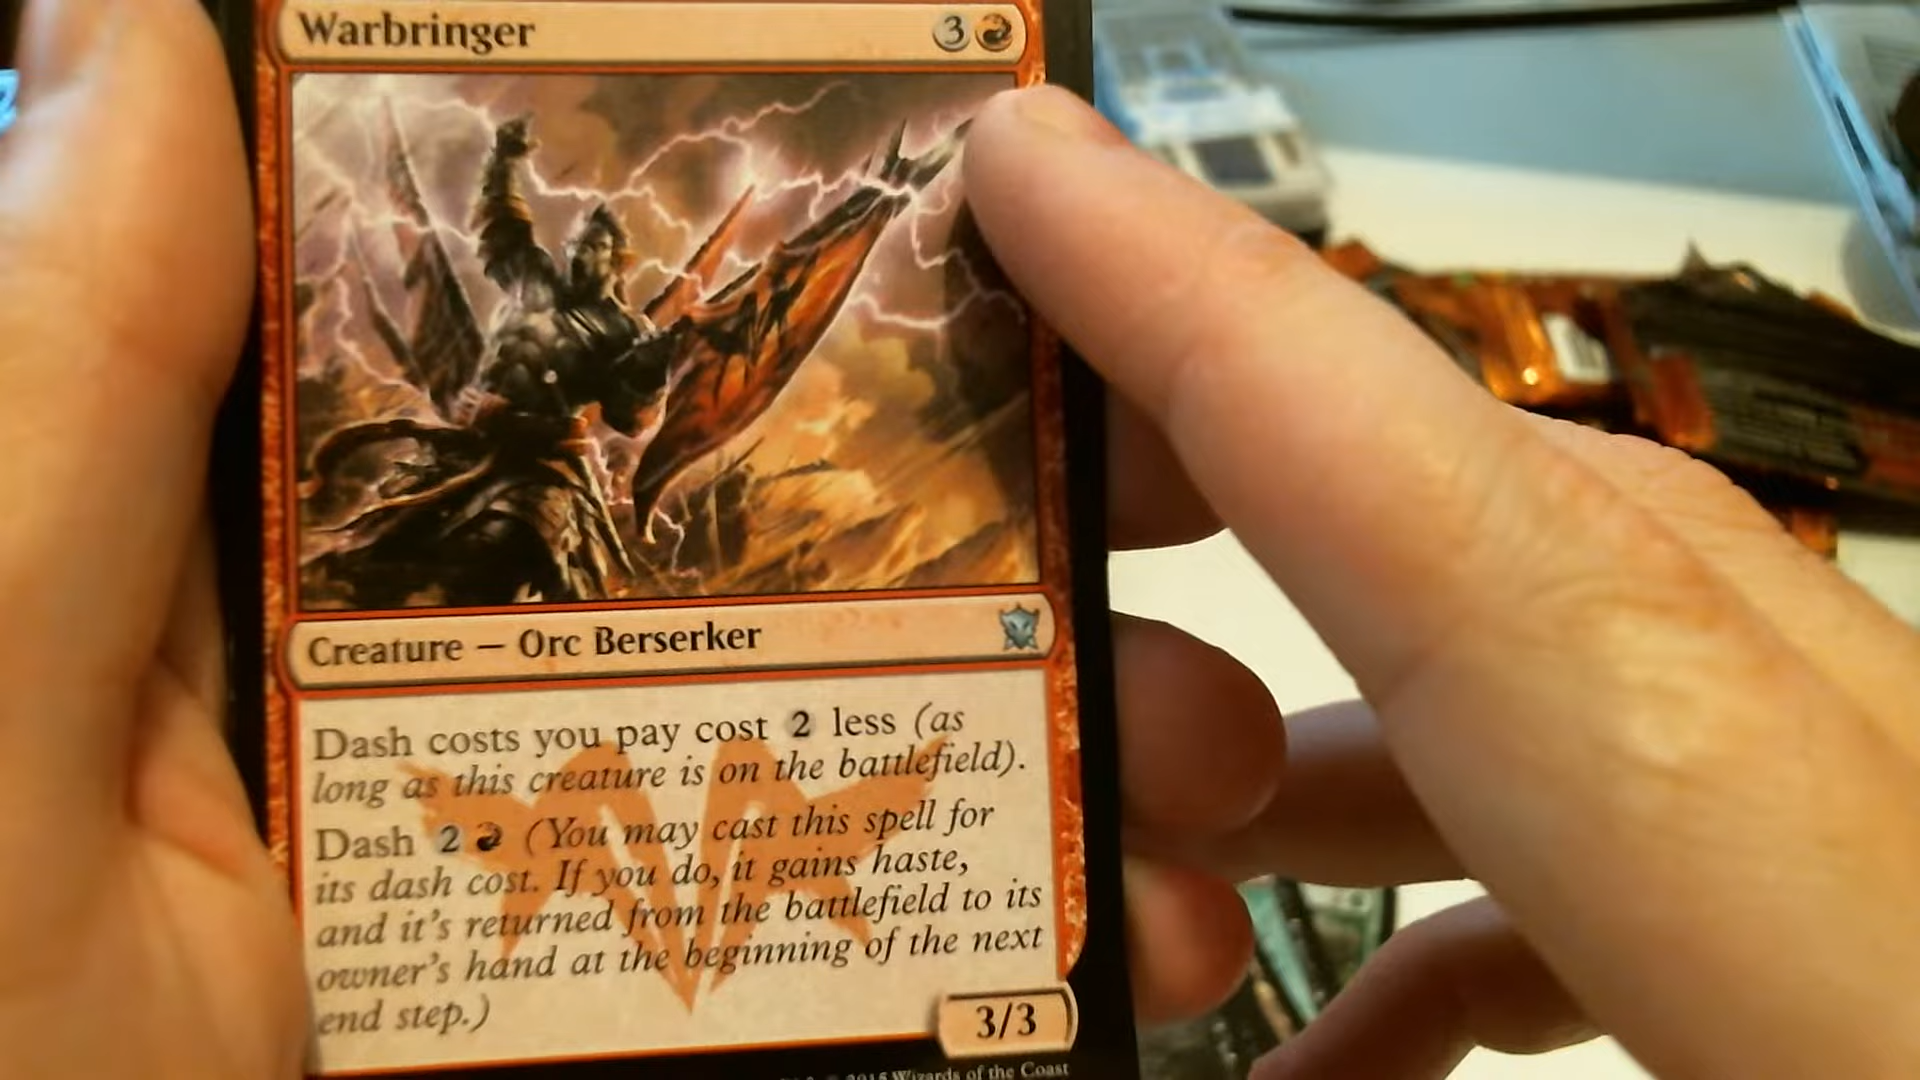 Warbringer 3
Creature — Orc Berserker
Dash costs you pay cost 2 less (as
long as this creature is on the battlefield).
Dash 2 (You may cast this spell for
its dash cost. If you do, it gains haste,
and it's returned from the battlefield to its
owner's hand at the beginning of the next
end step.)
3/3
2015 Wizards of the Coast